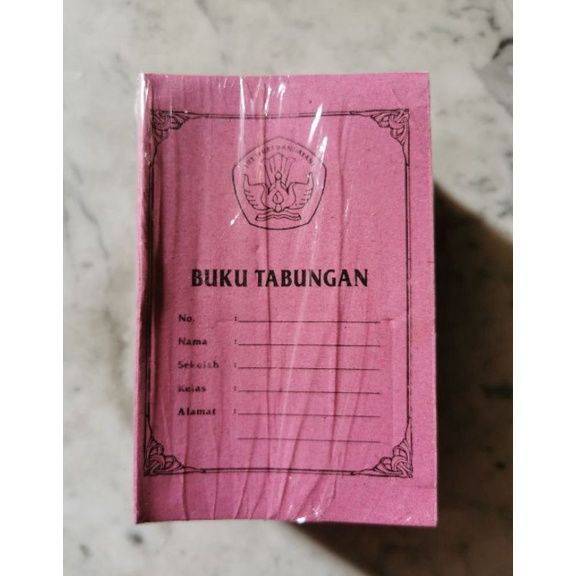 BUKU TABUNGAN
No. :
Nama :
Sekolah :
Kelas :
Alamat :